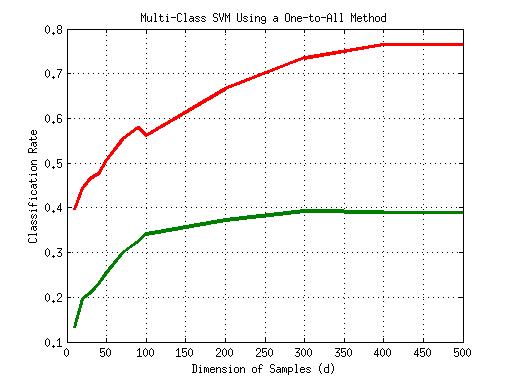 Multi-Class SVM Using a One-to-All Method
0.8
0.7
0.6
0.5
0.4
0.3
0.2
0.1
Classification Rate
0 50 100 150 200 250 300 350 400 450 500
Dimension of Samples (d)